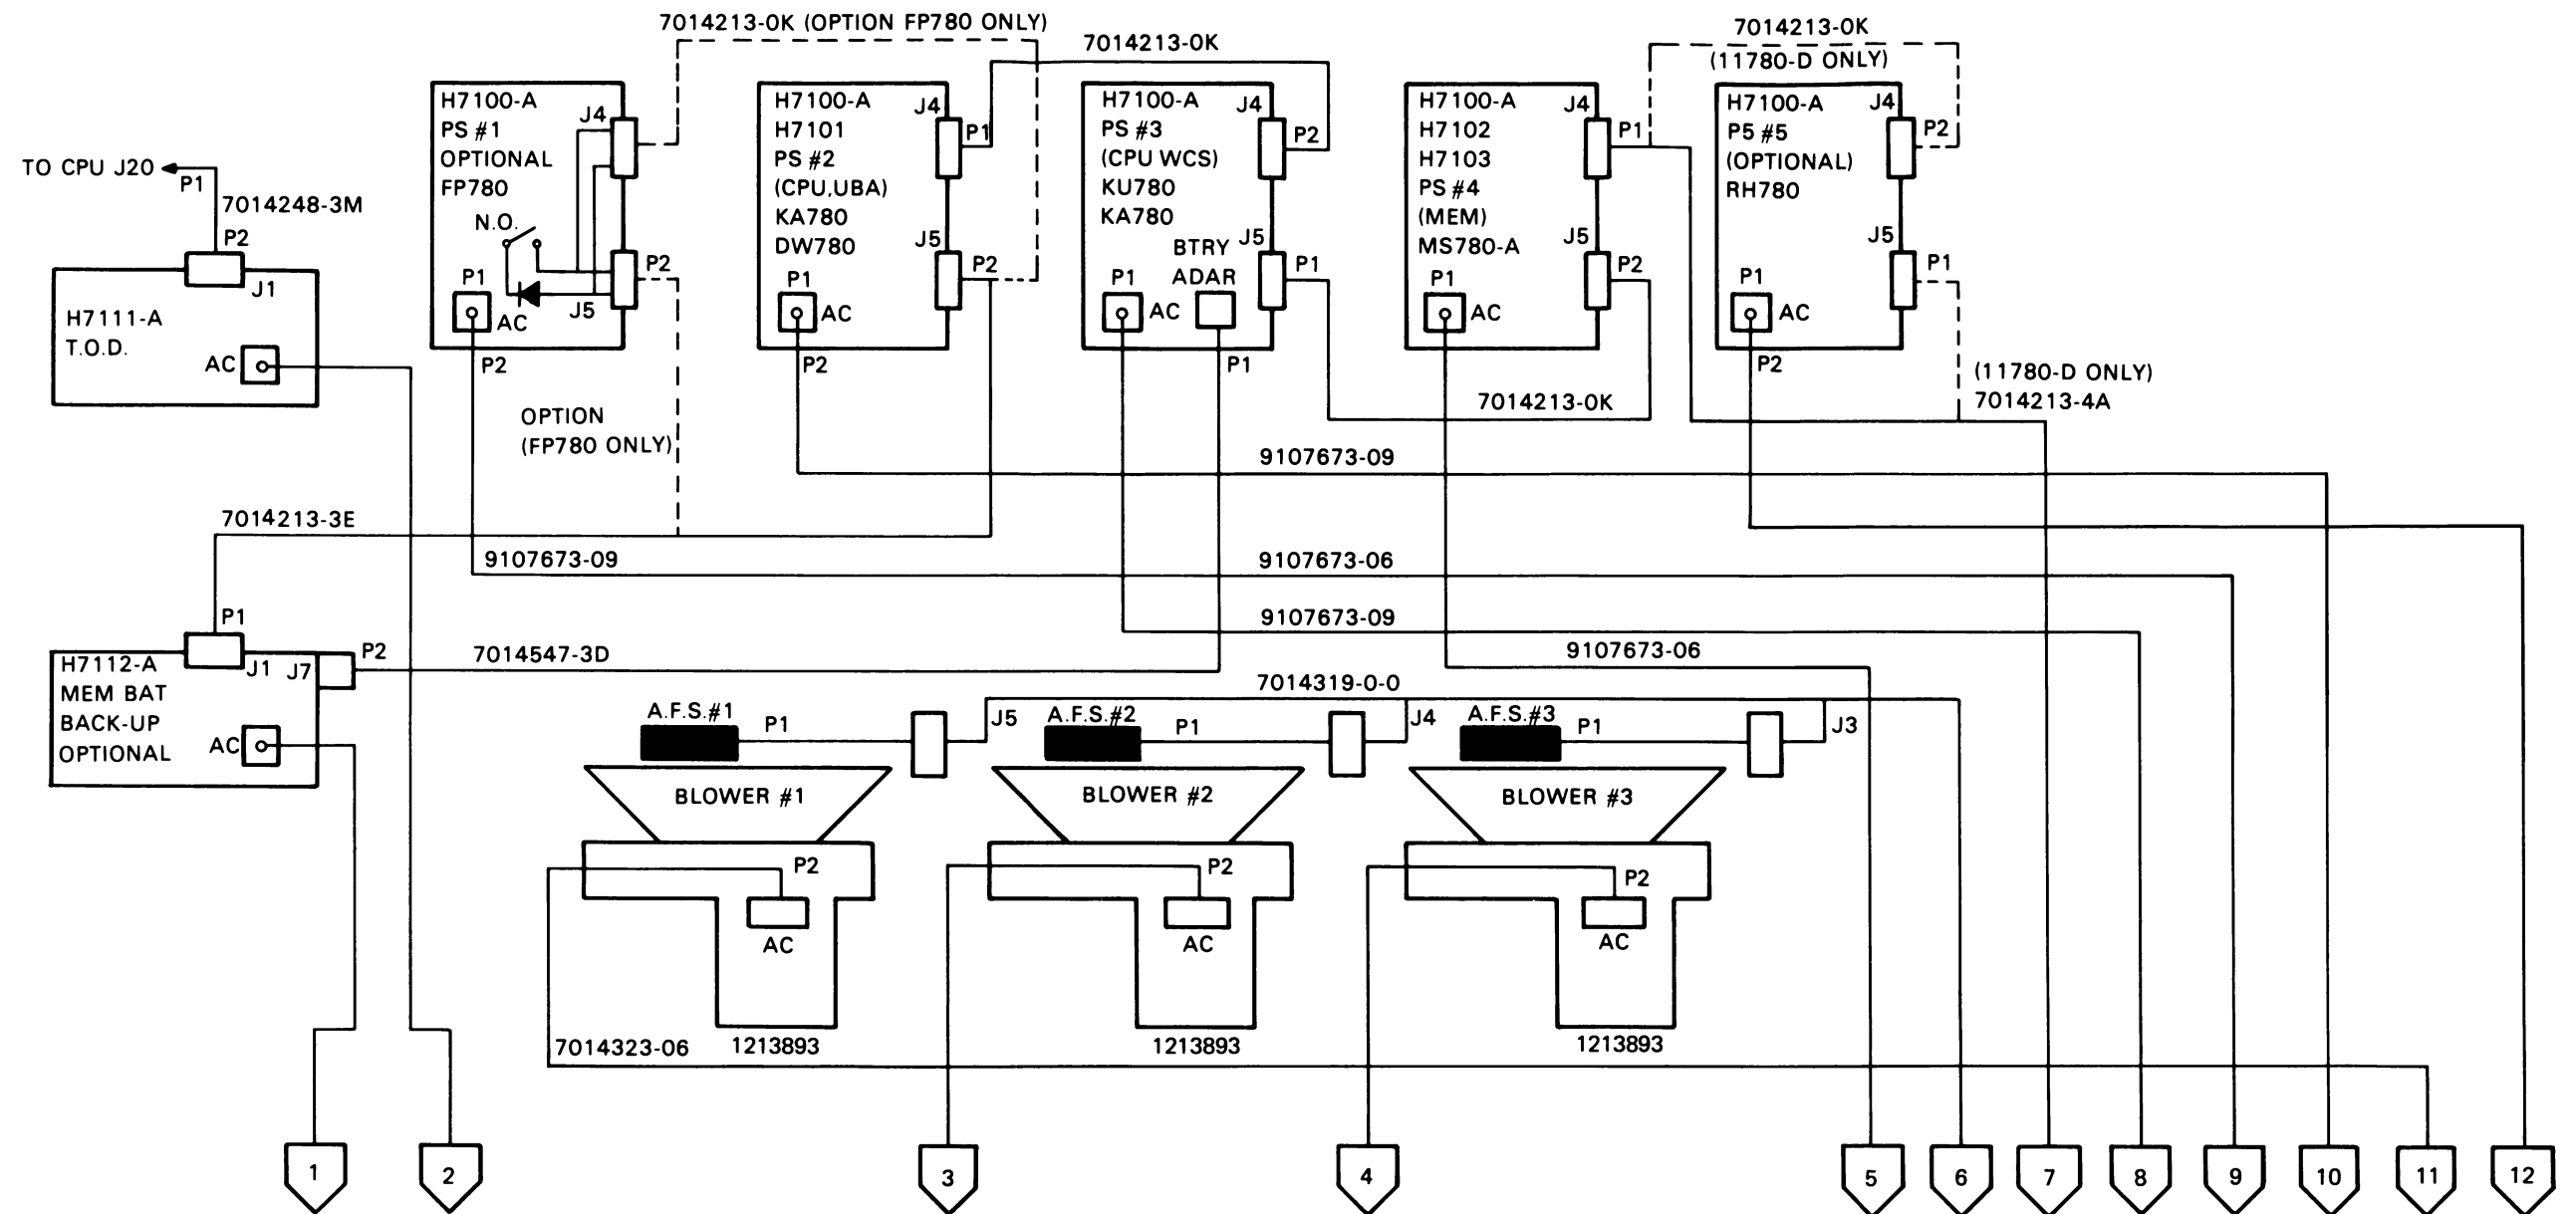 7014213-0K (OPTION FP780 ONLY)
7014213-0K
7014213-0K
(11780-D ONLY)
TO CPU J20
P1
7014248-3M
P2
J1
H7111-A
T.O.D.
AC
H7100-A
PS #1
OPTIONAL
FP780
J4
N.O.
P2
P1
AC
J5
P2
OPTION
(FP780 ONLY)
H7100-A
H7101
PS #2
(CPU,UBA)
KA780
DW780
J4
P1
J5
P2
P1
AC
P2
H7100-A
PS #3
(CPU WCS)
KU780
KA780
J4
P2
BTRY
ADAR
J5
P1
P1
AC
P1
H7100-A
H7102
H7103
PS #4
(MEM)
MS780-A
J4
P1
J5
P2
P1
AC
H7100-A
P5 #5
(OPTIONAL)
RH780
J4
P2
J5
P1
P1
AC
P2
(11780-D ONLY)
7014213-4A
7014213-0K
9107673-09
7014213-3E
9107673-09
9107673-06
9107673-09
P1
J1
J7
P2
7014547-3D
9107673-06
H7112-A
MEM BAT
BACK-UP
OPTIONAL
AC
7014319-0-0
A.F.S.#1
P1
J5
A.F.S.#2
P1
J4
A.F.S.#3
P1
J3
BLOWER #1
BLOWER #2
BLOWER #3
P2
AC
P2
AC
P2
AC
7014323-06
1213893
1213893
1213893
1
2
3
4
5
6
7
8
9
10
11
12